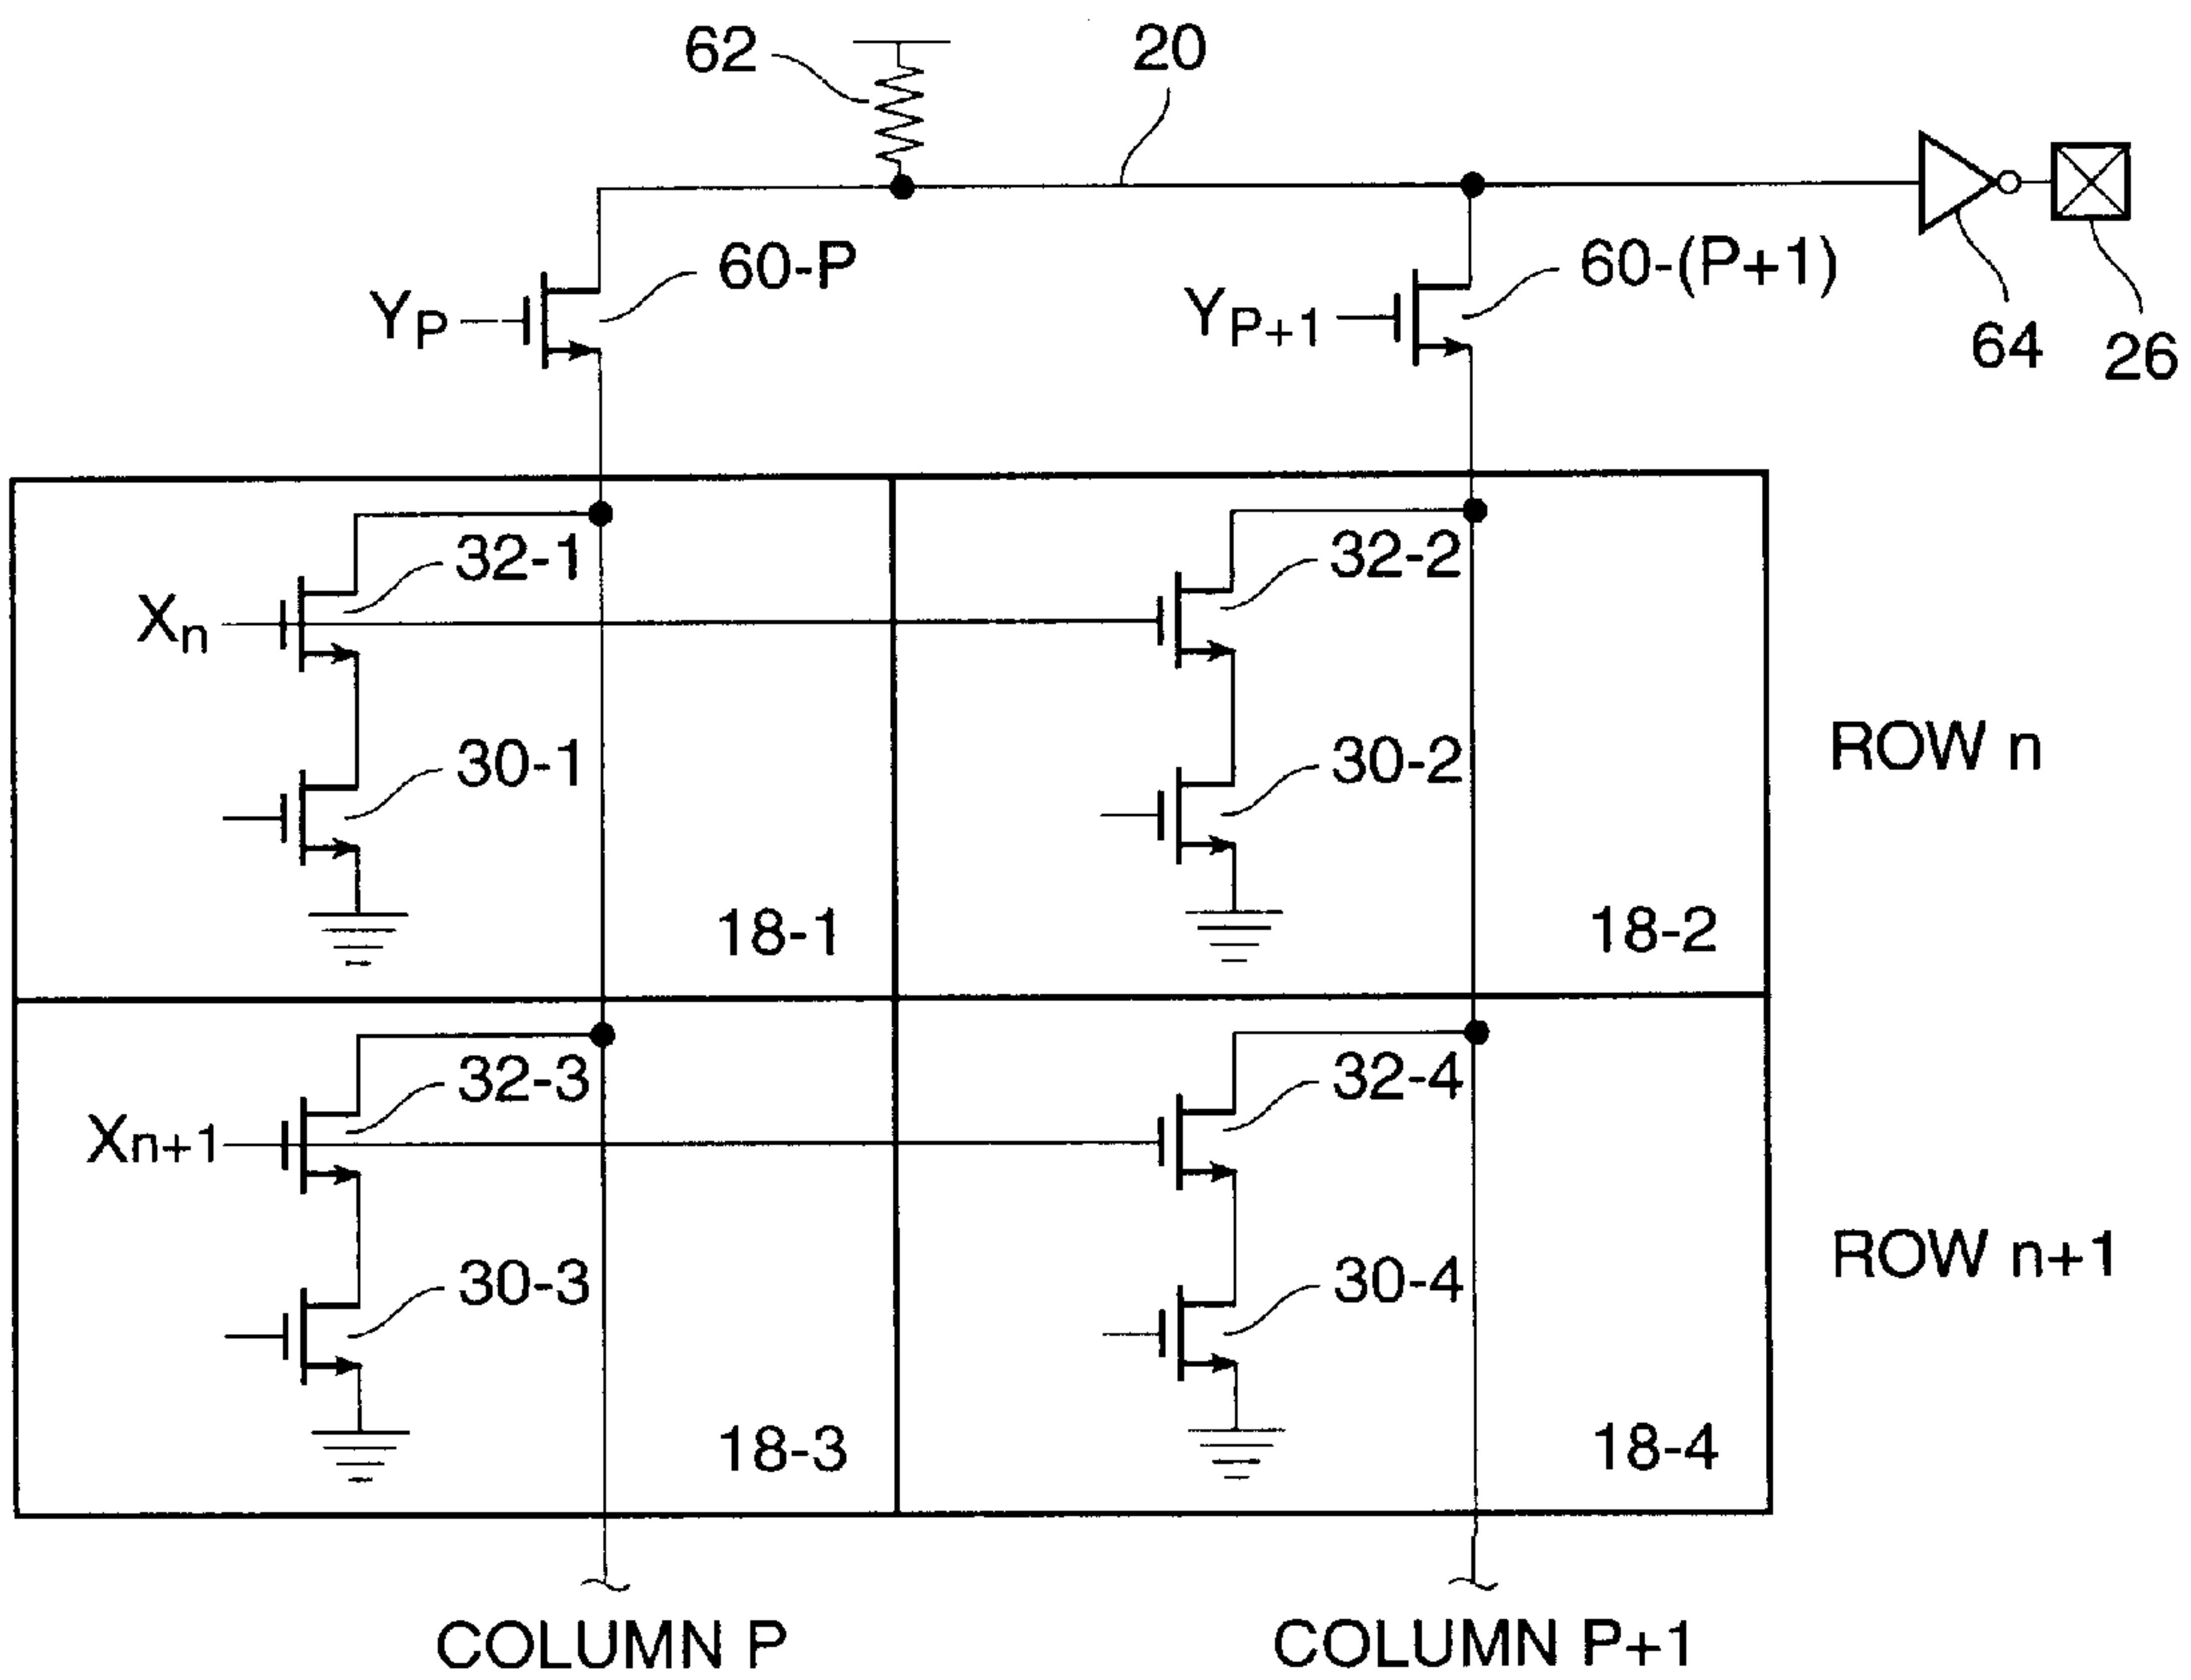 62
20
60-P
60-(P+1)
YP
YP+1
64
26
32-1
32-2
Xn
30-1
30-2
ROW n
18-1
18-2
32-3
32-4
Xn+1
30-3
30-4
ROW n+1
18-3
18-4
COLUMN P
COLUMN P+1